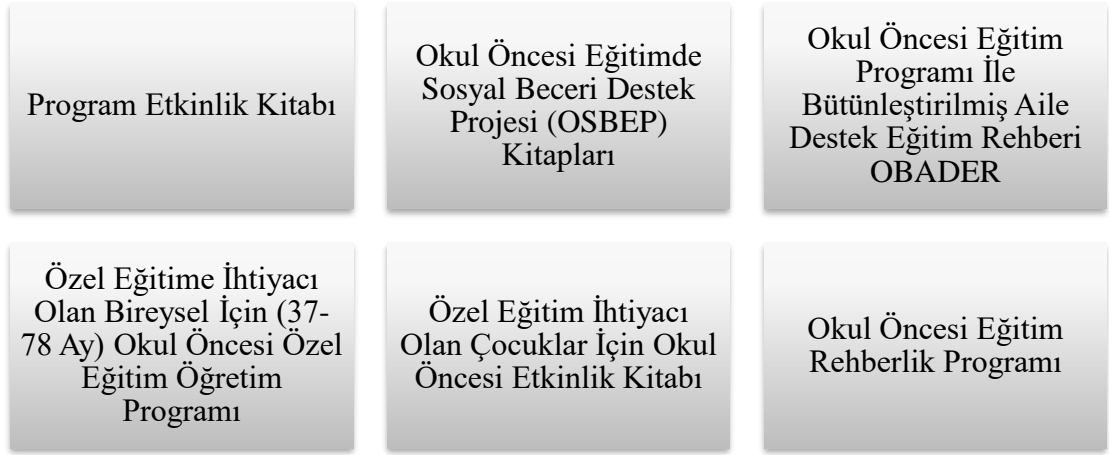 Program Etkinlik Kitabı
Okul Öncesi Eğitimde
Sosyal Beceri Destek
Projesi (OSBEP)
Kitapları
Okul Öncesi Eğitim
Programı İle
Bütünleştirilmiş Aile
Destek Eğitim Rehberi
OBADER
Özel Eğitime İhtiyacı
Olan Bireysel İçin (37-
78 Ay) Okul Öncesi Özel
Eğitim Öğretim
Programı
Özel Eğitim İhtiyacı
Olan Çocuklar İçin Okul
Öncesi Etkinlik Kitabı
Okul Öncesi Eğitim
Rehberlik Programı